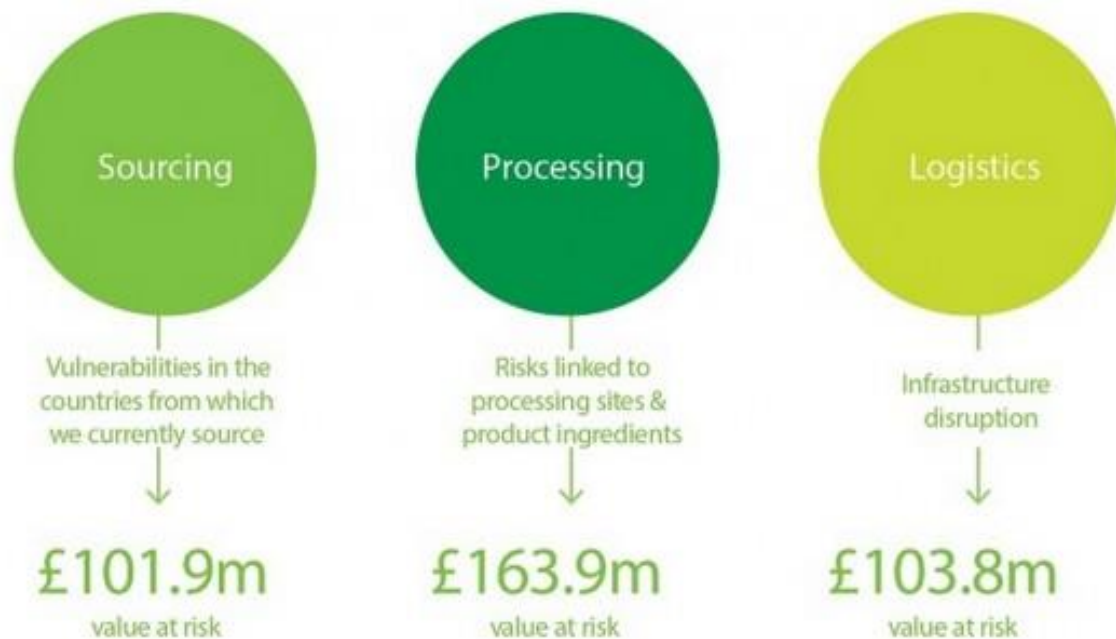 Sourcing
Processing
Logistics
Vulnerabilities in the
countries from which
we currently source
Risks linked to
processing sites &
product ingredients
Infrastructure
disruption
£101.9m
value at risk
£163.9m
value at risk
£103.8m
value at risk